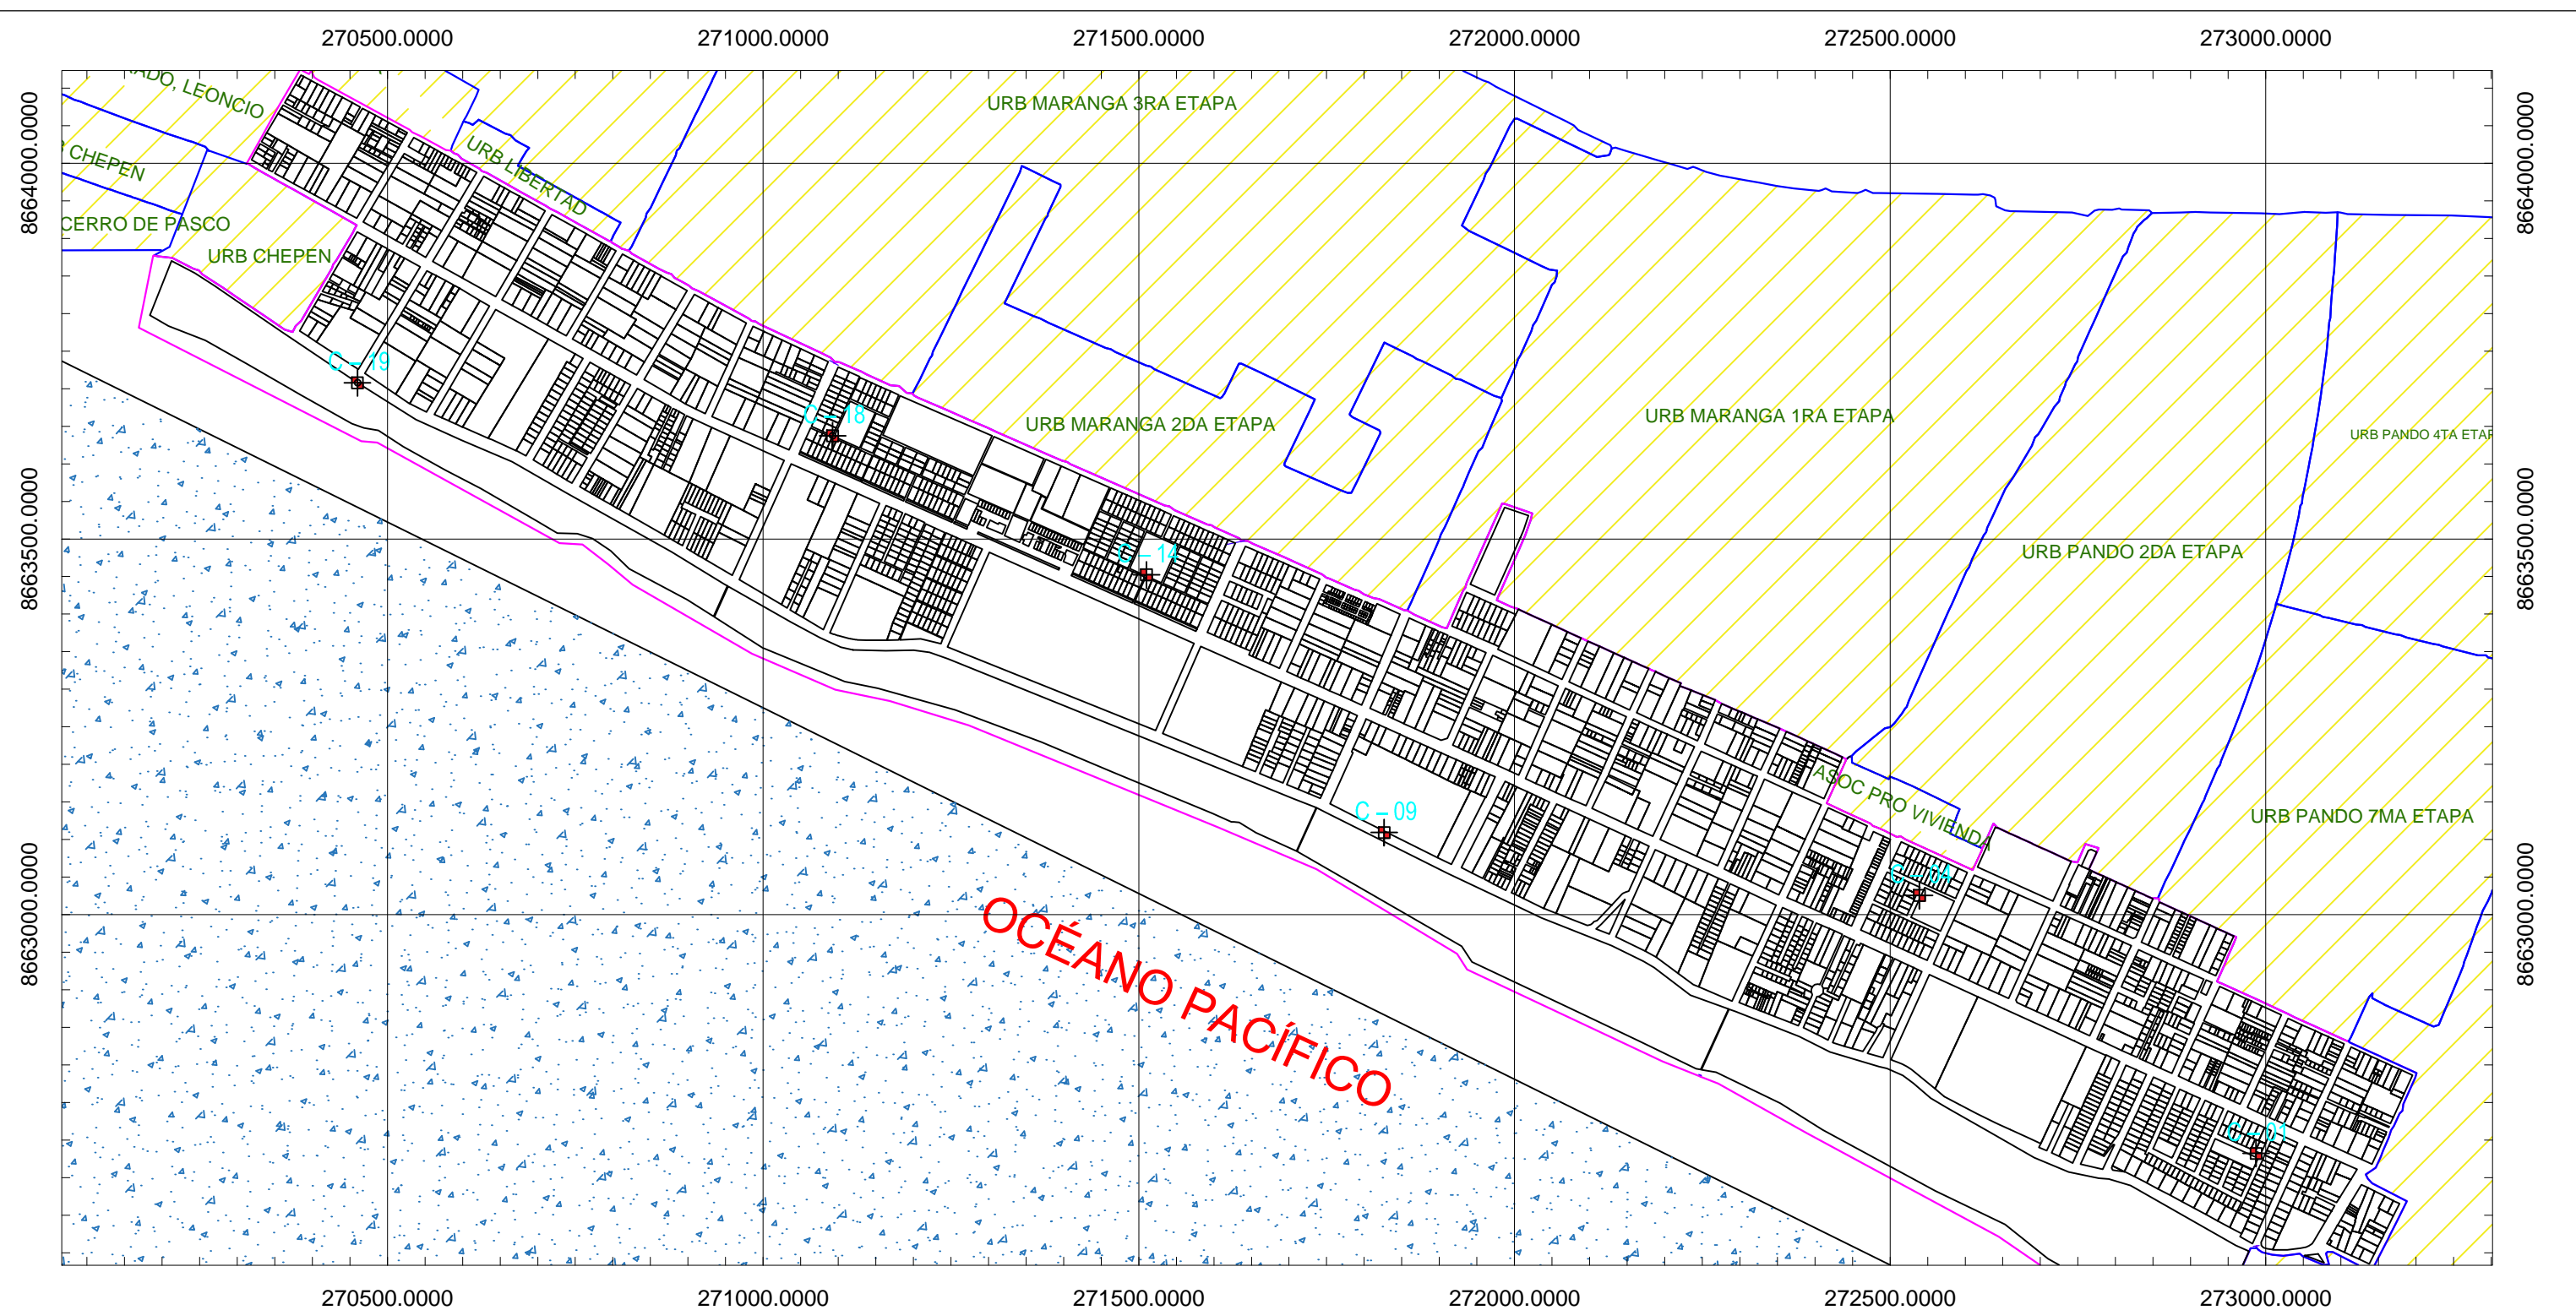 270500.0000
271000.0000
271500.0000
272000.0000
272500.0000
273000.0000
8664000.0000
8664000.0000
LEONCIO
URB MARANGA 3RA ETAPA
CHEPEN
URB LIBERTAD
CERRO DE PASCO
URB CHEPEN
C - 19
C - 18
URB MARANGA 2DA ETAPA
URB MARANGA 1RA ETAPA
URB PANDO 4TA ETAP
8663500.0000
8663500.0000
C - 14
URB PANDO 2DA ETAPA
ASOC PRO VIVIENDA
C - 09
URB PANDO 7MA ETAPA
C - 04
8663000.0000
8663000.0000
OCÉANO PACÍFICO
C - 01
270500.0000
271000.0000
271500.0000
272000.0000
272500.0000
273000.0000